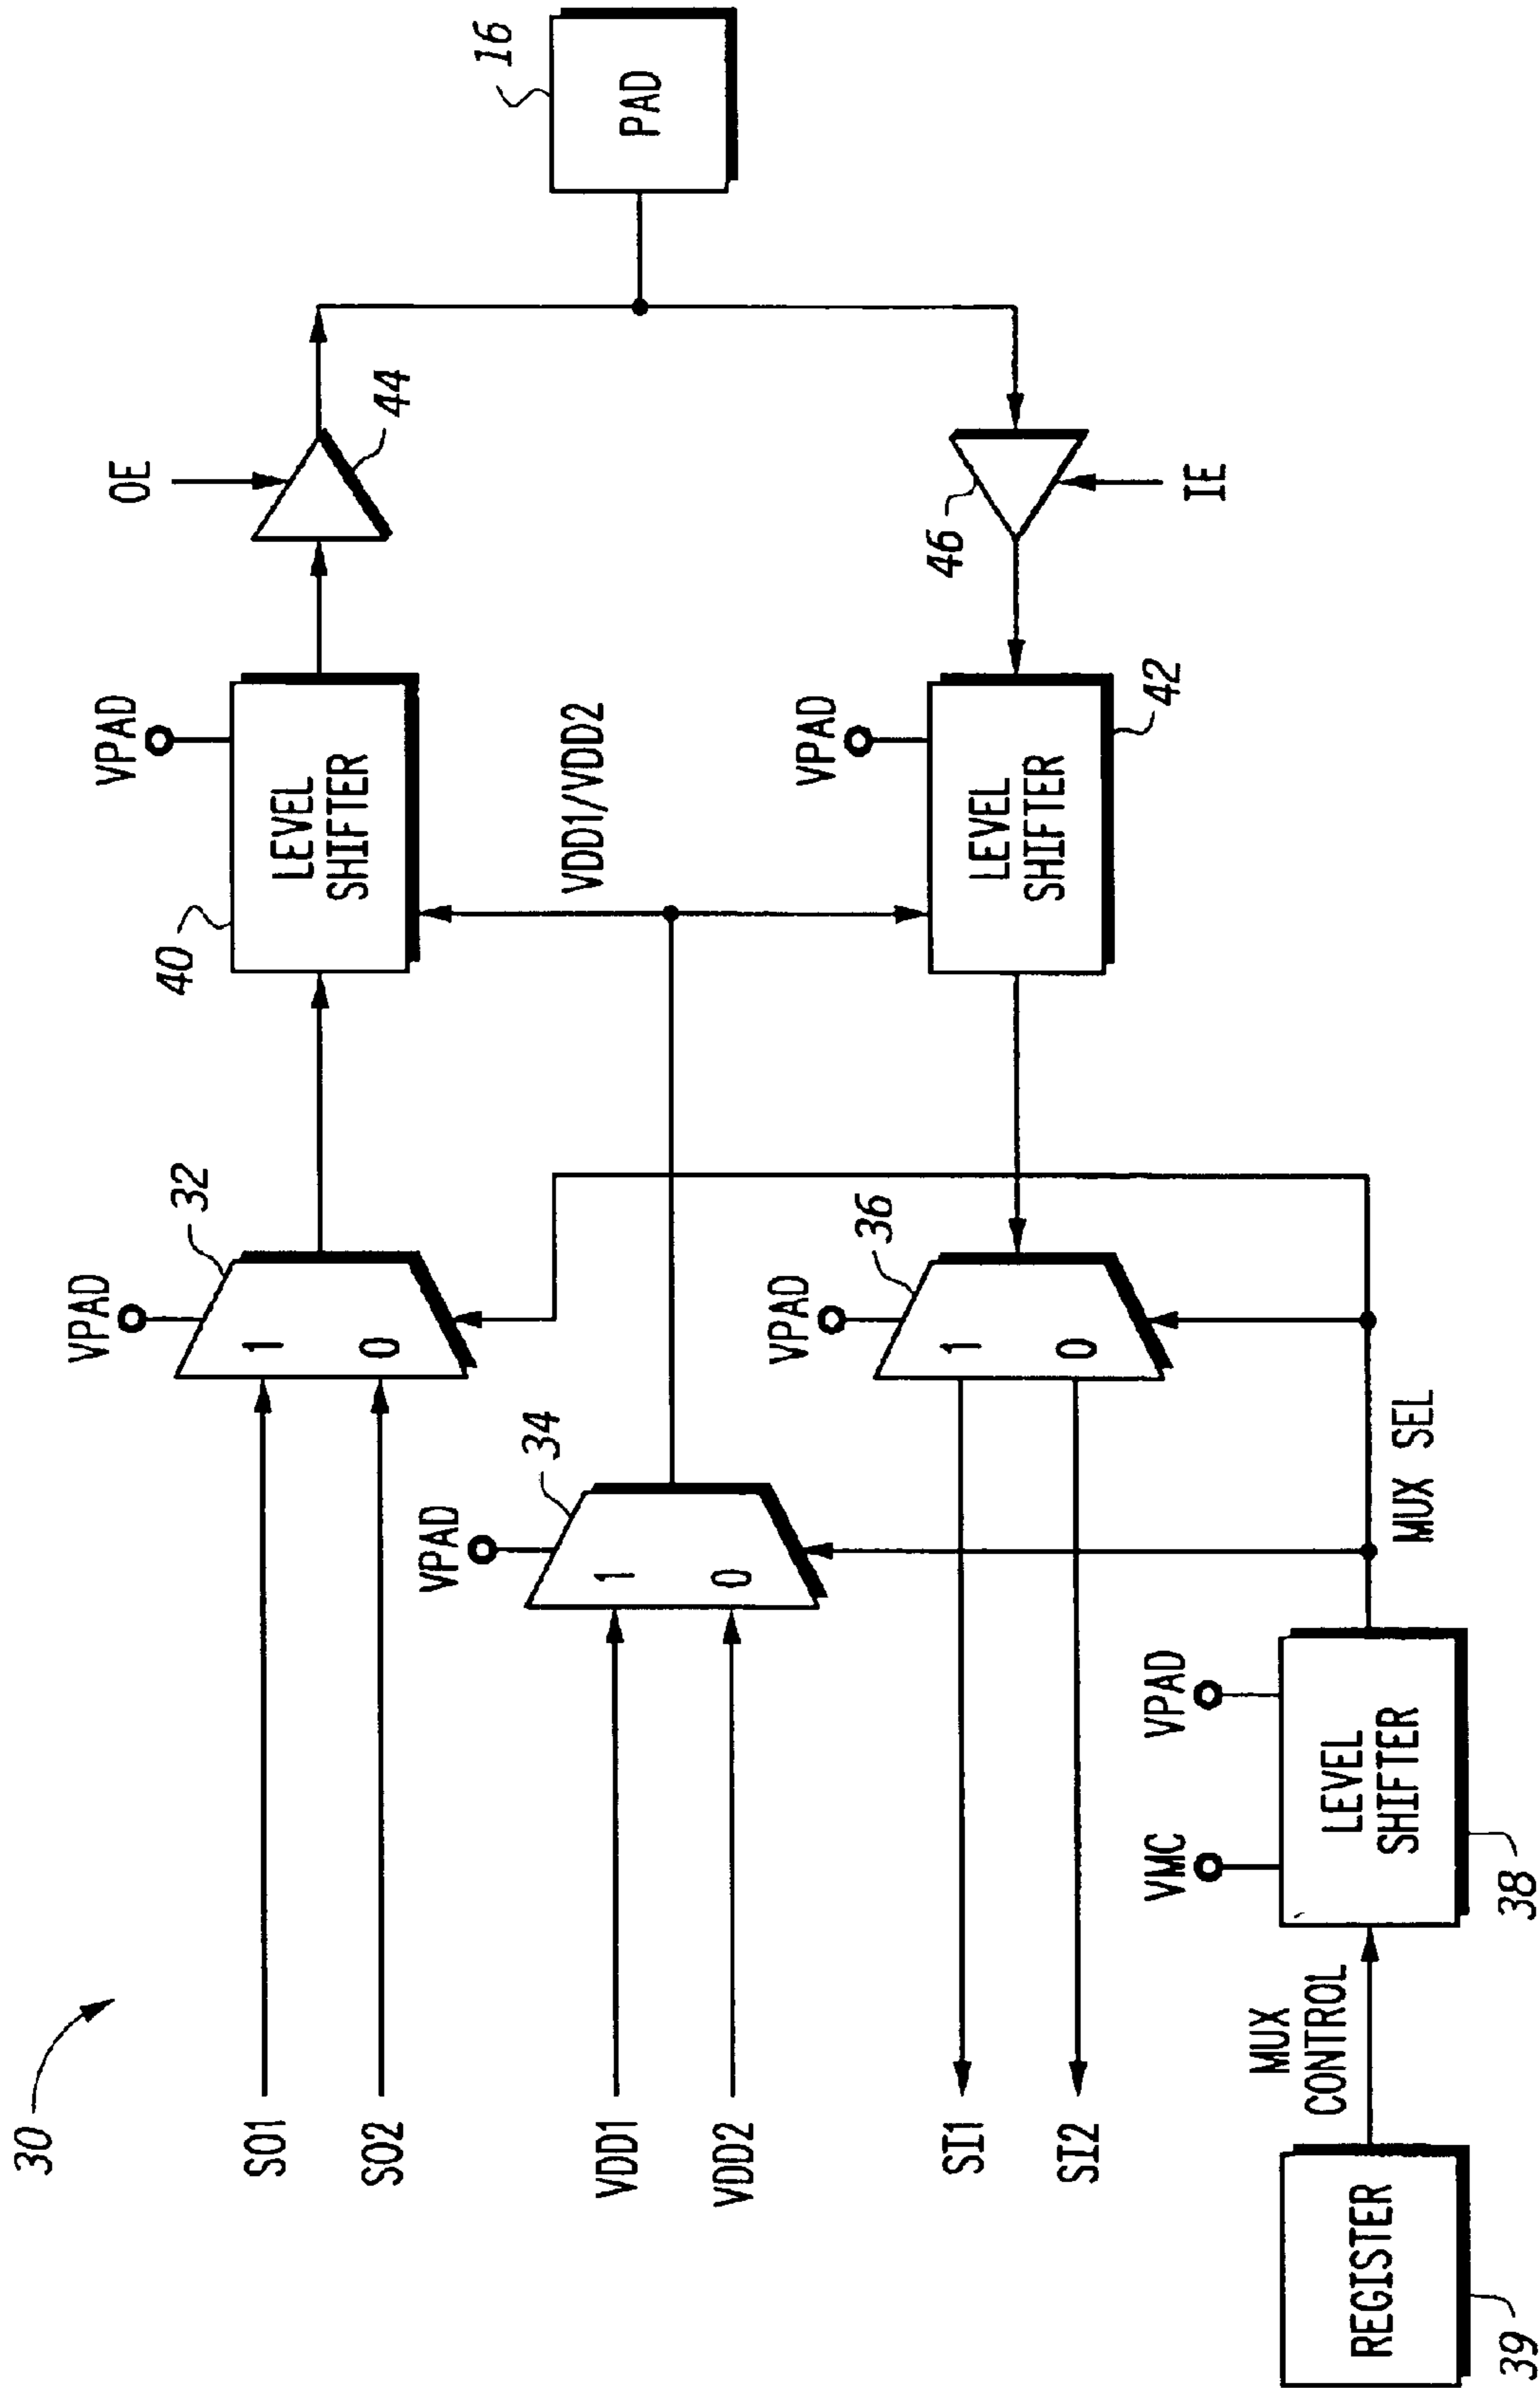 30
SO1
SO2
VDD1
VDD2
SI1
SI2
REGISTER
39
MUX
CONTROL
VMC
VPAD
LEVEL
SHIFTER
38
MUX SEL
VPAD
34
1
0
VPAD
32
1
0
VPAD
36
1
0
VPAD
40
LEVEL
SHIFTER
VDD1/VDD2
VPAD
LEVEL
SHIFTER
42
OE
44
46
IE
16
PAD